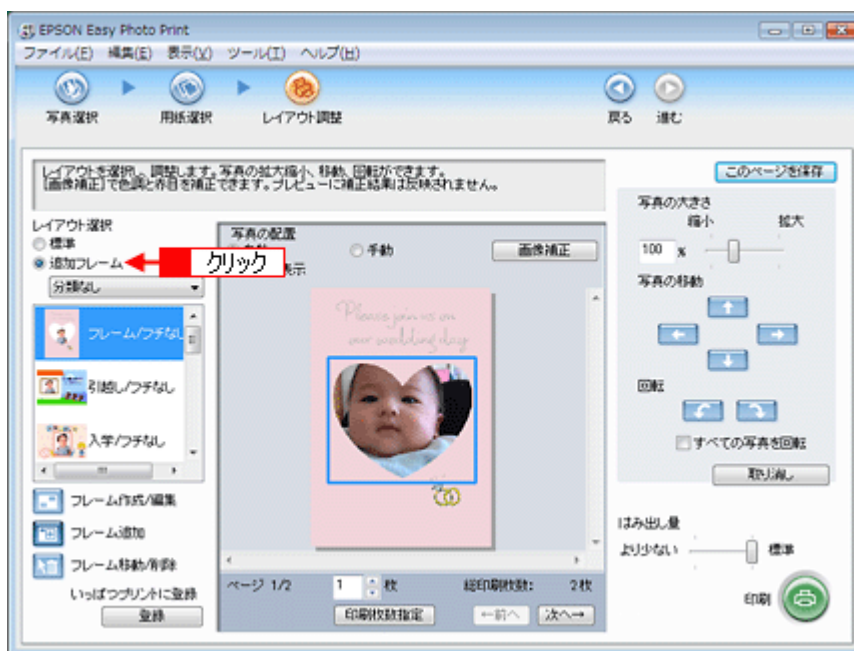 EPSON Easy Photo Print
ファイル(F) 編集(E) 表示(V) ツール(T) ヘルプ(H)
写真選択 用紙選択 レイアウト調整 戻る 進む
レイアウトを選択し、調整します。写真の拡大縮小、移動、回転ができます。
[画像補正]で色調と赤目を補正できます。プレビューに補正結果は反映されません。
このページを保存
レイアウト選択
標準
追加フレーム
クリック
分類なし
フレーム/フチなし
引越し/フチなし
入学/フチなし
フレーム作成/編集
フレーム追加
フレーム移動/削除
いっぱつプリントに登録
登録
写真の配置
手動
画像補正
表示
Please join us on
our wedding day
ページ 1/2 1 枚 総印刷枚数: 2枚
印刷枚数指定 ←前へ 次へ→
写真の大きさ
縮小 拡大
100 %
写真の移動
回転
すべての写真を回転
取り消し
はみ出し量
より少ない 標準
印刷